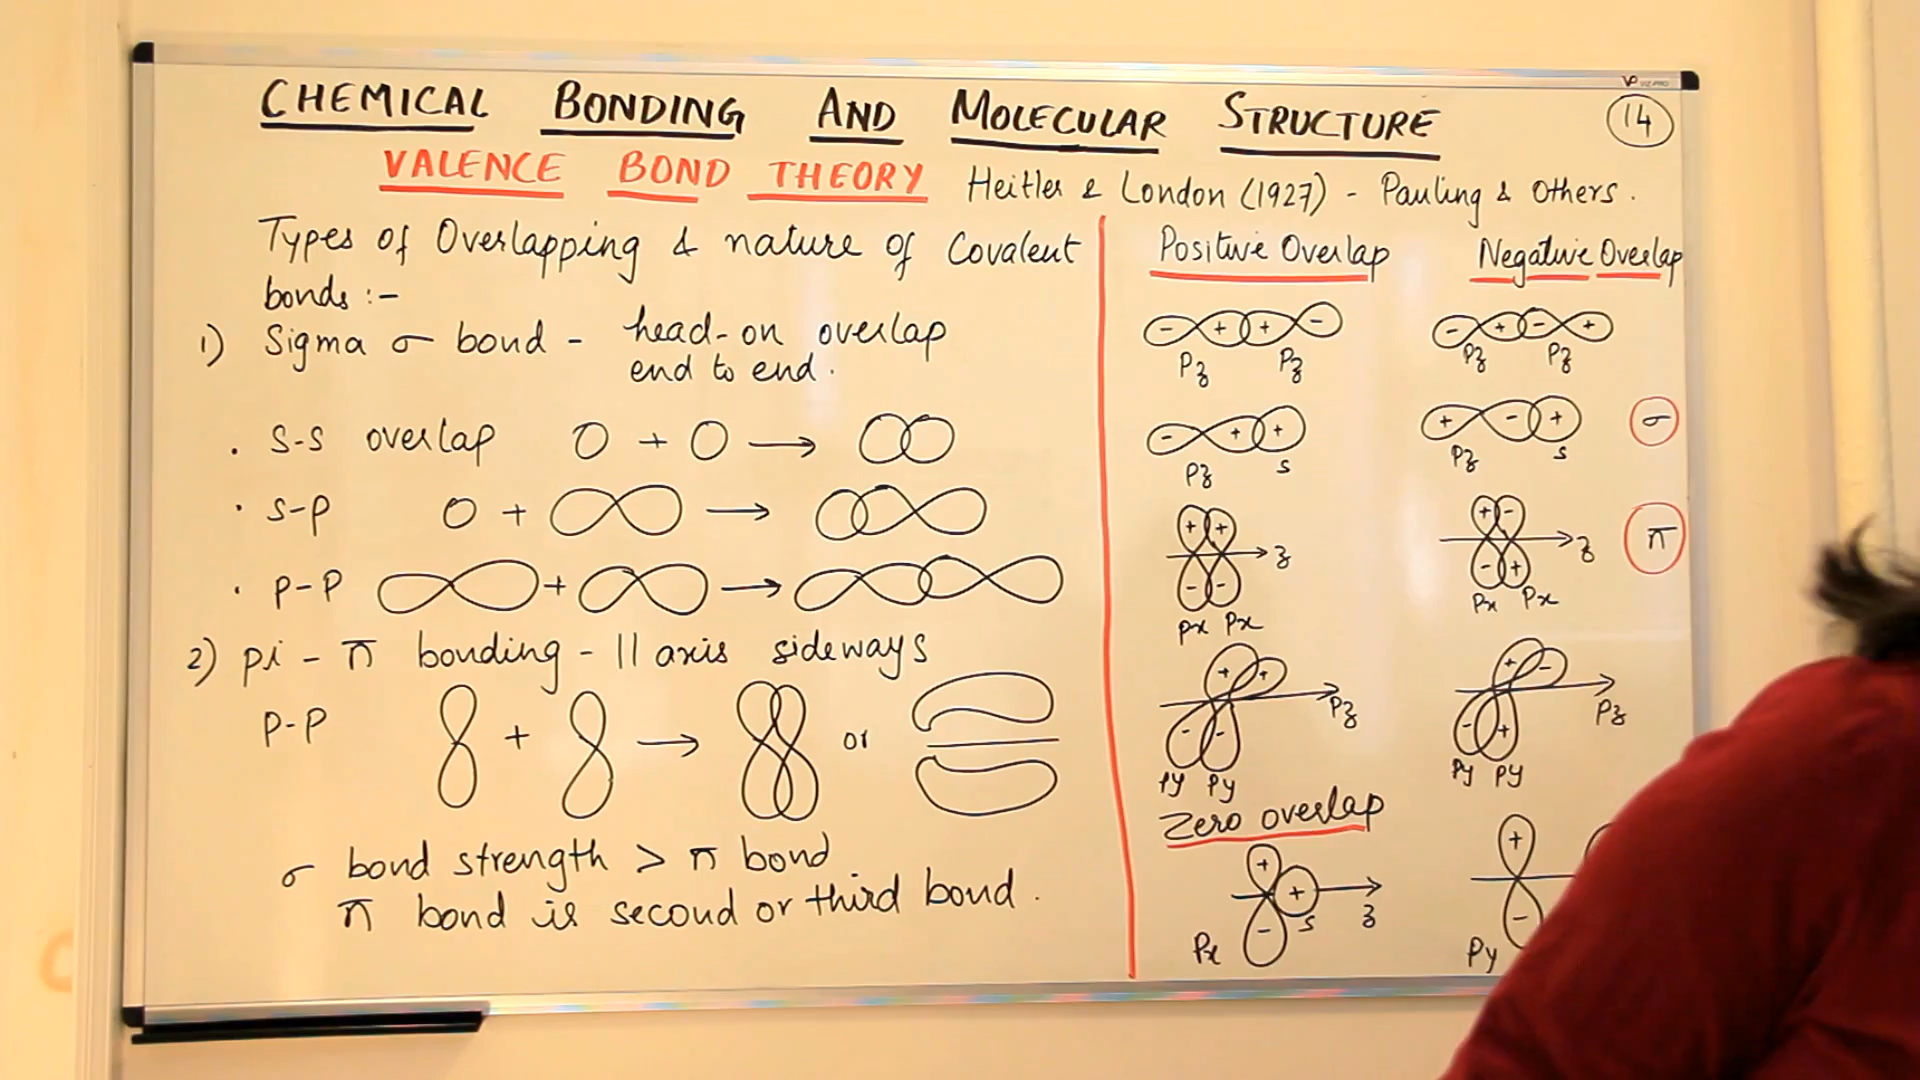 CHEMICAL BONDING AND MOLECULAR STRUCTURE
14
VALENCE BOND THEORY Heitler & London (1927) - Pauling & Others.
Types of Overlapping & nature of Covalent
bonds :-
1) Sigma σ bond - head-on overlap
end to end.
. S-S overlap O + O →
. S-P O + →
. P-P + →
2) pi - π bonding - || axis sideways
P-P + → or
σ bond strength > π bond
π bond is second or third bond.
Positive Overlap
- + + -
Pz Pz
- + +
Pz s
+ +
z
- -
Px Px
+ +
Pz
- -
Py Py
Zero overlap
+
+
s z
-
Px
Negative Overlap
- + - +
Pz Pz
+ - +
σ
Pz s
+ -
z
π
- +
Px Px
+ -
Pz
- +
Py Py
+
-
Py